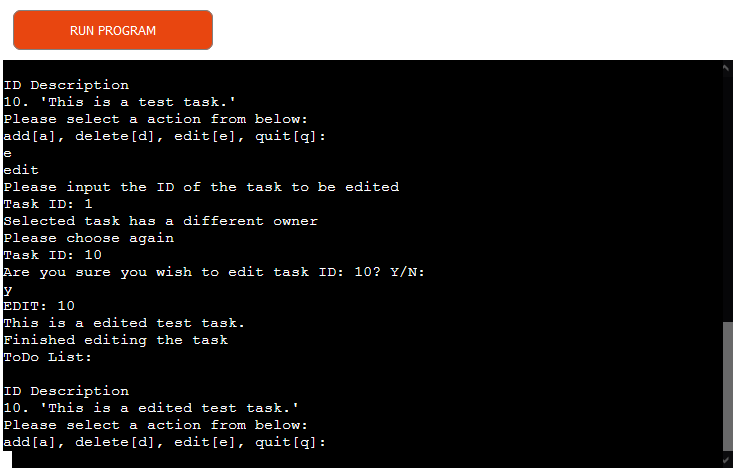 RUN PROGRAM
ID Description
10. 'This is a test task.'
Please select a action from below:
add[a], delete[d], edit[e], quit[q]:
e
edit
Please input the ID of the task to be edited
Task ID: 1
Selected task has a different owner
Please choose again
Task ID: 10
Are you sure you wish to edit task ID: 10? Y/N:
y
EDIT: 10
This is a edited test task.
Finished editing the task
ToDo List:
ID Description
10. 'This is a edited test task.'
Please select a action from below:
add[a], delete[d], edit[e], quit[q]: